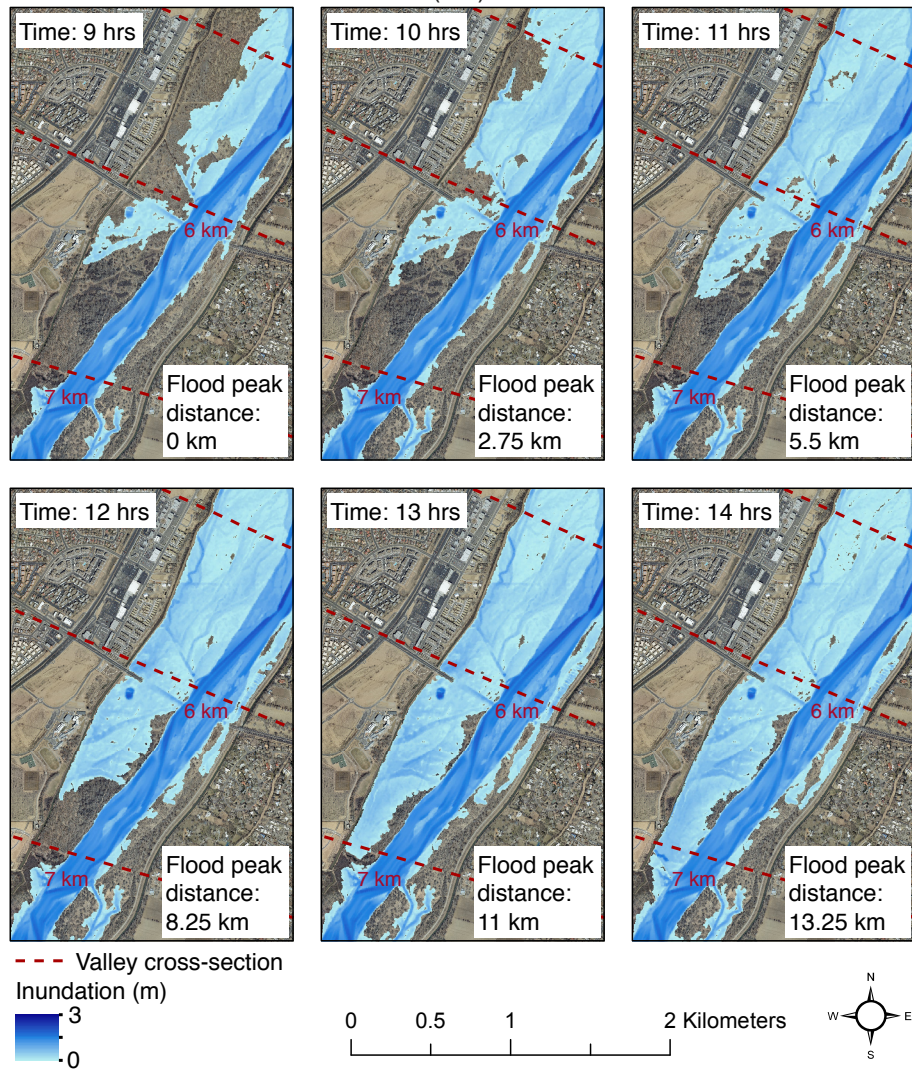 Time: 9 hrs
6 km
7 km
Flood peak
distance:
0 km
Time: 10 hrs
6 km
7 km
Flood peak
distance:
2.75 km
Time: 11 hrs
6 km
7 km
Flood peak
distance:
5.5 km
Time: 12 hrs
6 km
7 km
Flood peak
distance:
8.25 km
Time: 13 hrs
6 km
7 km
Flood peak
distance:
11 km
Time: 14 hrs
6 km
7 km
Flood peak
distance:
13.25 km
Valley cross-section
Inundation (m)
3
0
0 0.5 1 2 Kilometers
N
W E
S